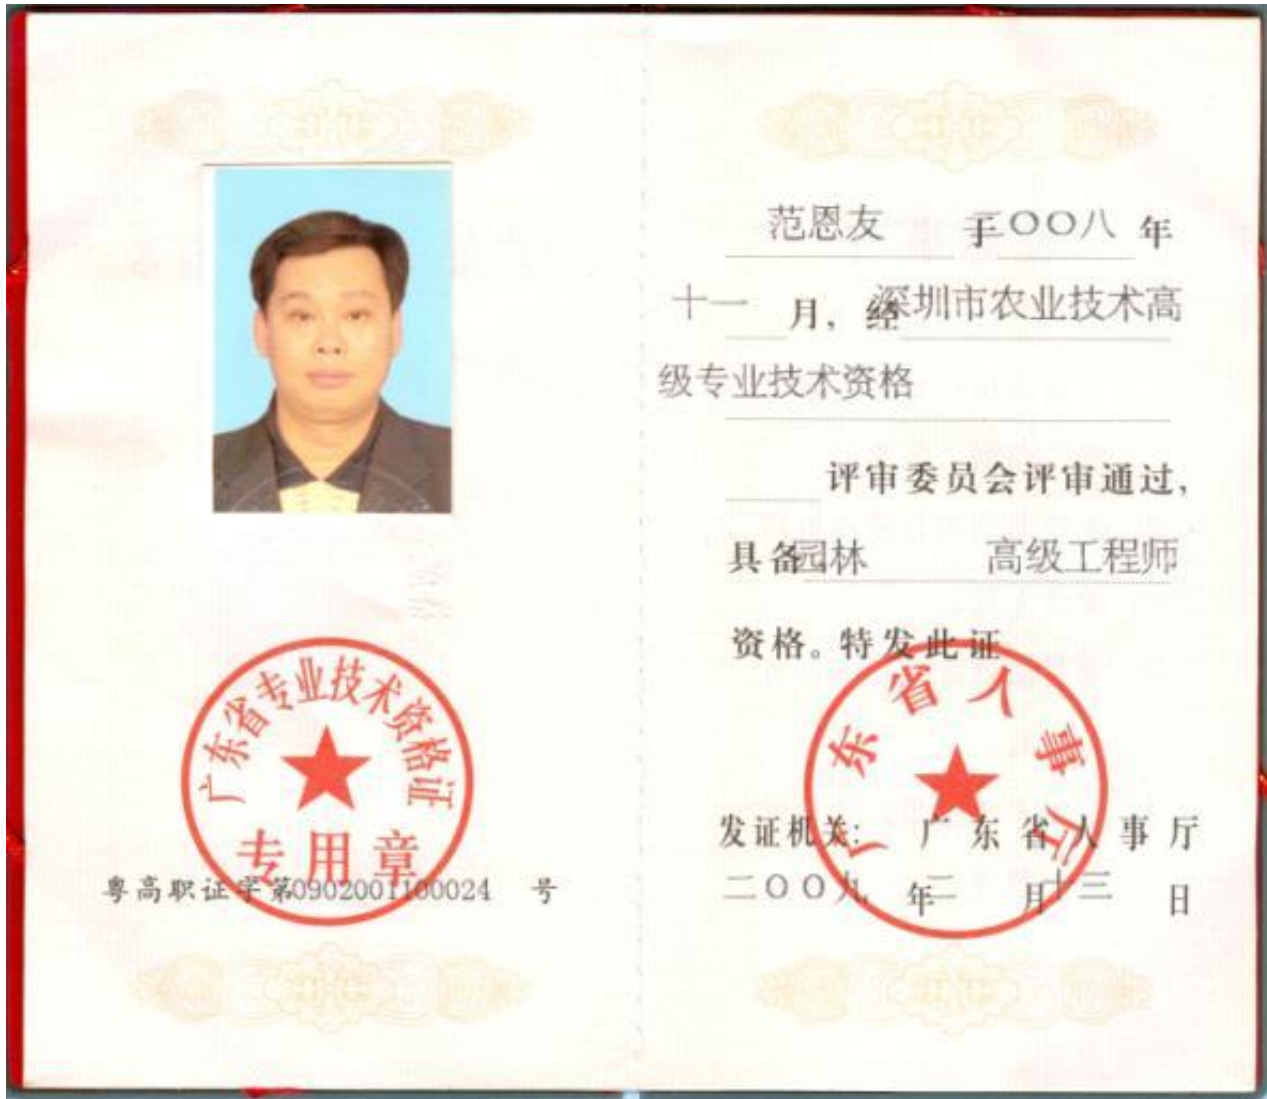 广东省专业技术资格证
专用章
粤高职证字第0902001100024 号
范恩友 于二〇〇八 年
十一 月，经深圳市农业技术高
级专业技术资格
评审委员会评审通过，
具备园林 高级工程师
资格。特发此证
广东省人事厅
发证机关： 广东省人事厅
二〇〇九 年二 月十三 日